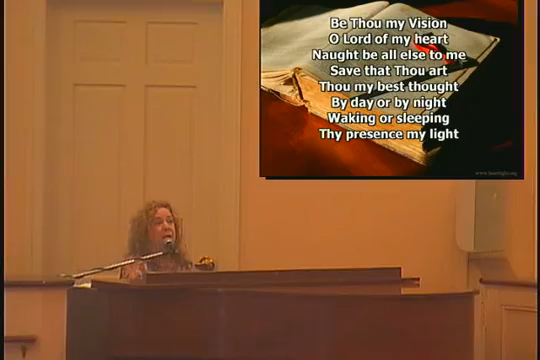 Be Thou my Vision
O Lord of my heart
Naught be all else to me
Save that Thou art
Thou my best thought
By day or by night
Waking or sleeping
Thy presence my light